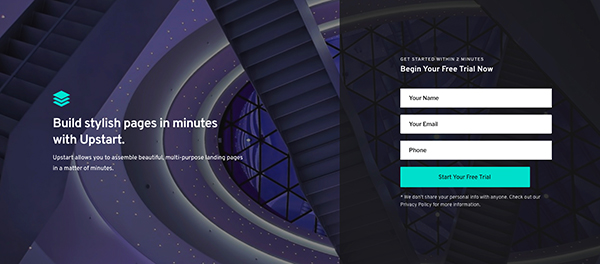 Build stylish pages in minutes
with Upstart.
Upstart allows you to assemble beautiful, multi-purpose landing pages
in a matter of minutes.
GET STARTED WITHIN 2 MINUTES
Begin Your Free Trial Now
Your Name
Your Email
Phone
Start Your Free Trial
* We don't share your personal info with anyone. Check out our
Privacy Policy for more information.